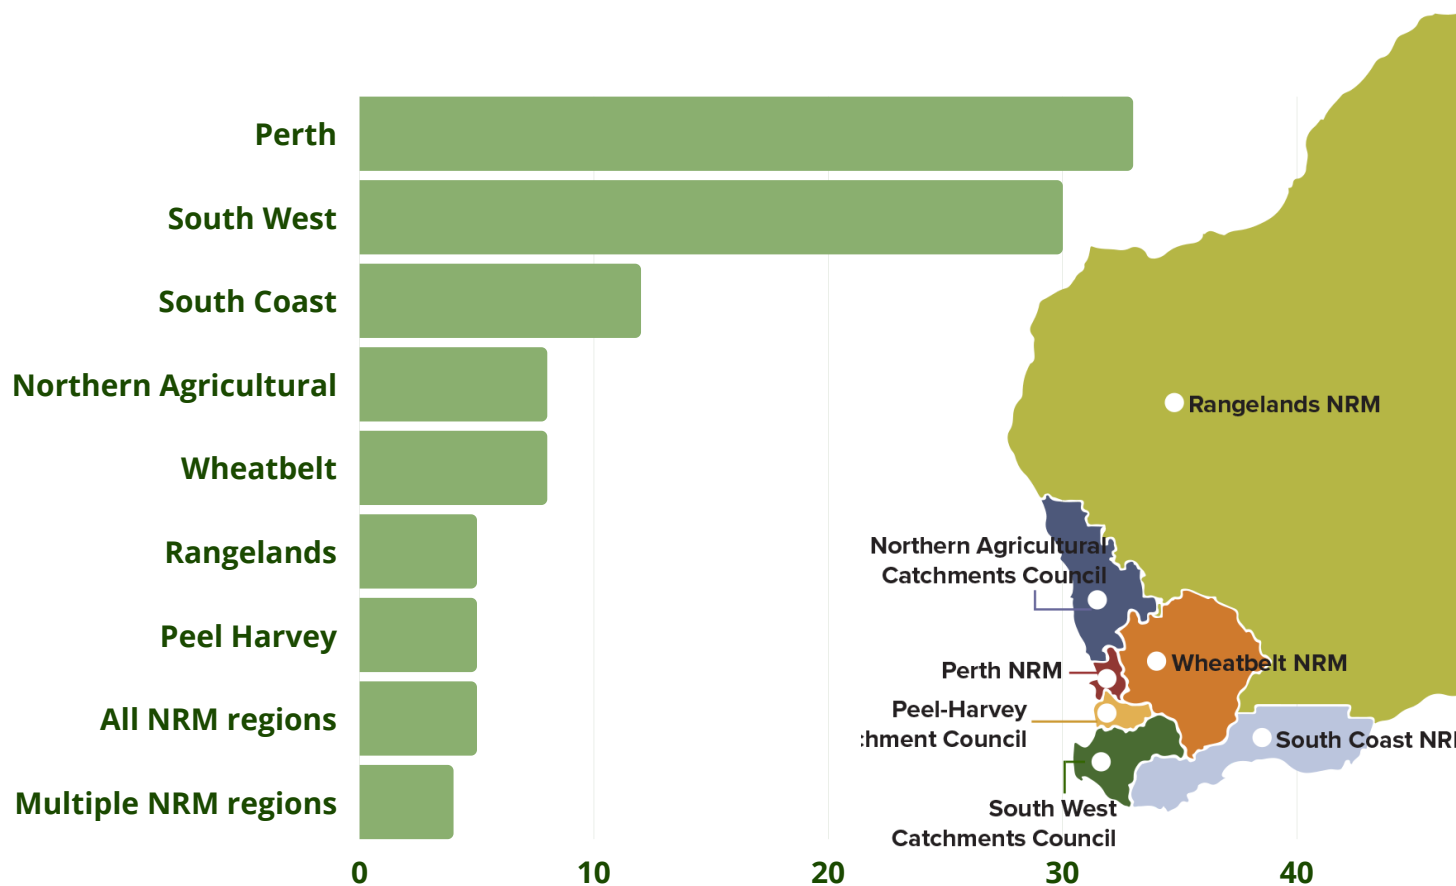 Perth
South West
South Coast
Northern Agricultural
Wheatbelt
Rangelands
Peel Harvey
All NRM regions
Multiple NRM regions
0 10 20 30 40
Rangelands NRM
Northern Agricultural
Catchments Council
Wheatbelt NRM
Perth NRM
Peel-Harvey
chment Council
South Coast NR
South West
Catchments Council